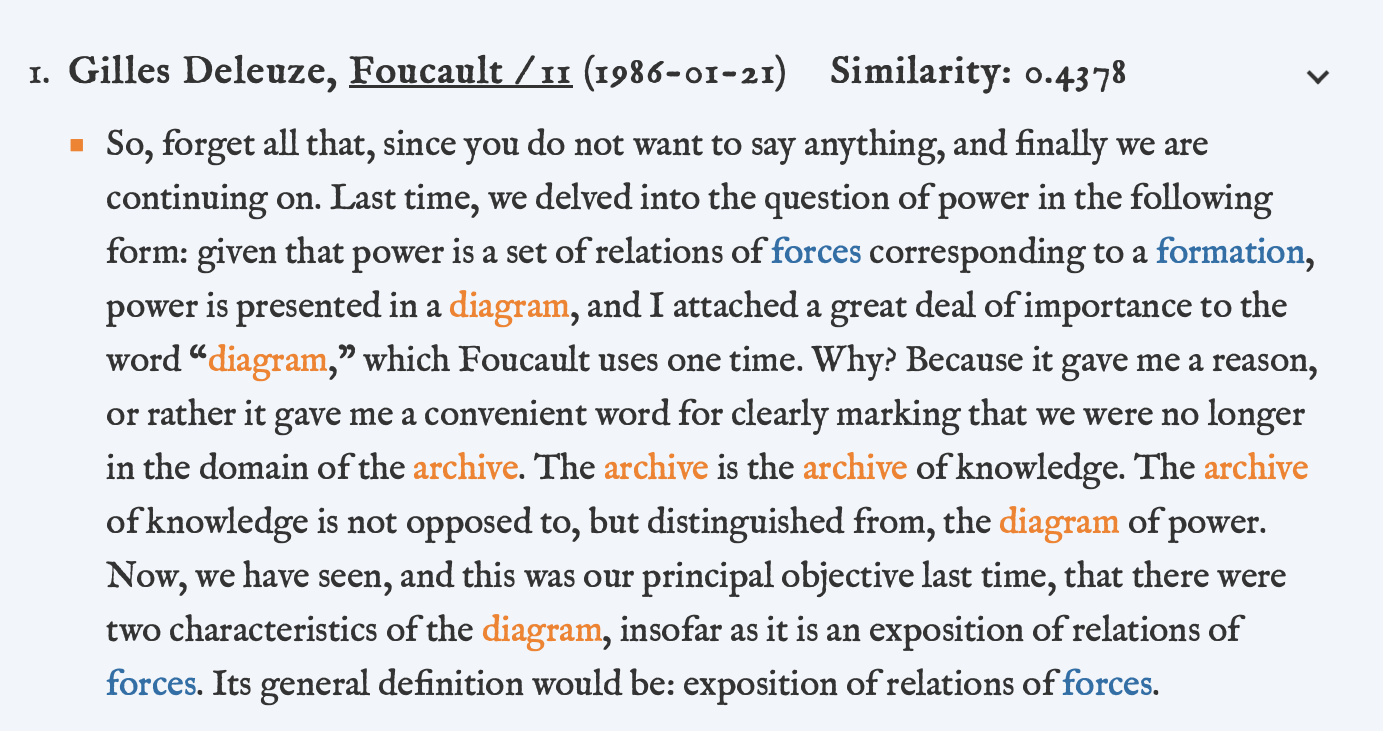 1. Gilles Deleuze, Foucault / 11 (1986-01-21) Similarity: 0.4378
So, forget all that, since you do not want to say anything, and finally we are
continuing on. Last time, we delved into the question of power in the following
form: given that power is a set of relations of forces corresponding to a formation,
power is presented in a diagram, and I attached a great deal of importance to the
word “diagram,” which Foucault uses one time. Why? Because it gave me a reason,
or rather it gave me a convenient word for clearly marking that we were no longer
in the domain of the archive. The archive is the archive of knowledge. The archive
of knowledge is not opposed to, but distinguished from, the diagram of power.
Now, we have seen, and this was our principal objective last time, that there were
two characteristics of the diagram, insofar as it is an exposition of relations of
forces. Its general definition would be: exposition of relations of forces.